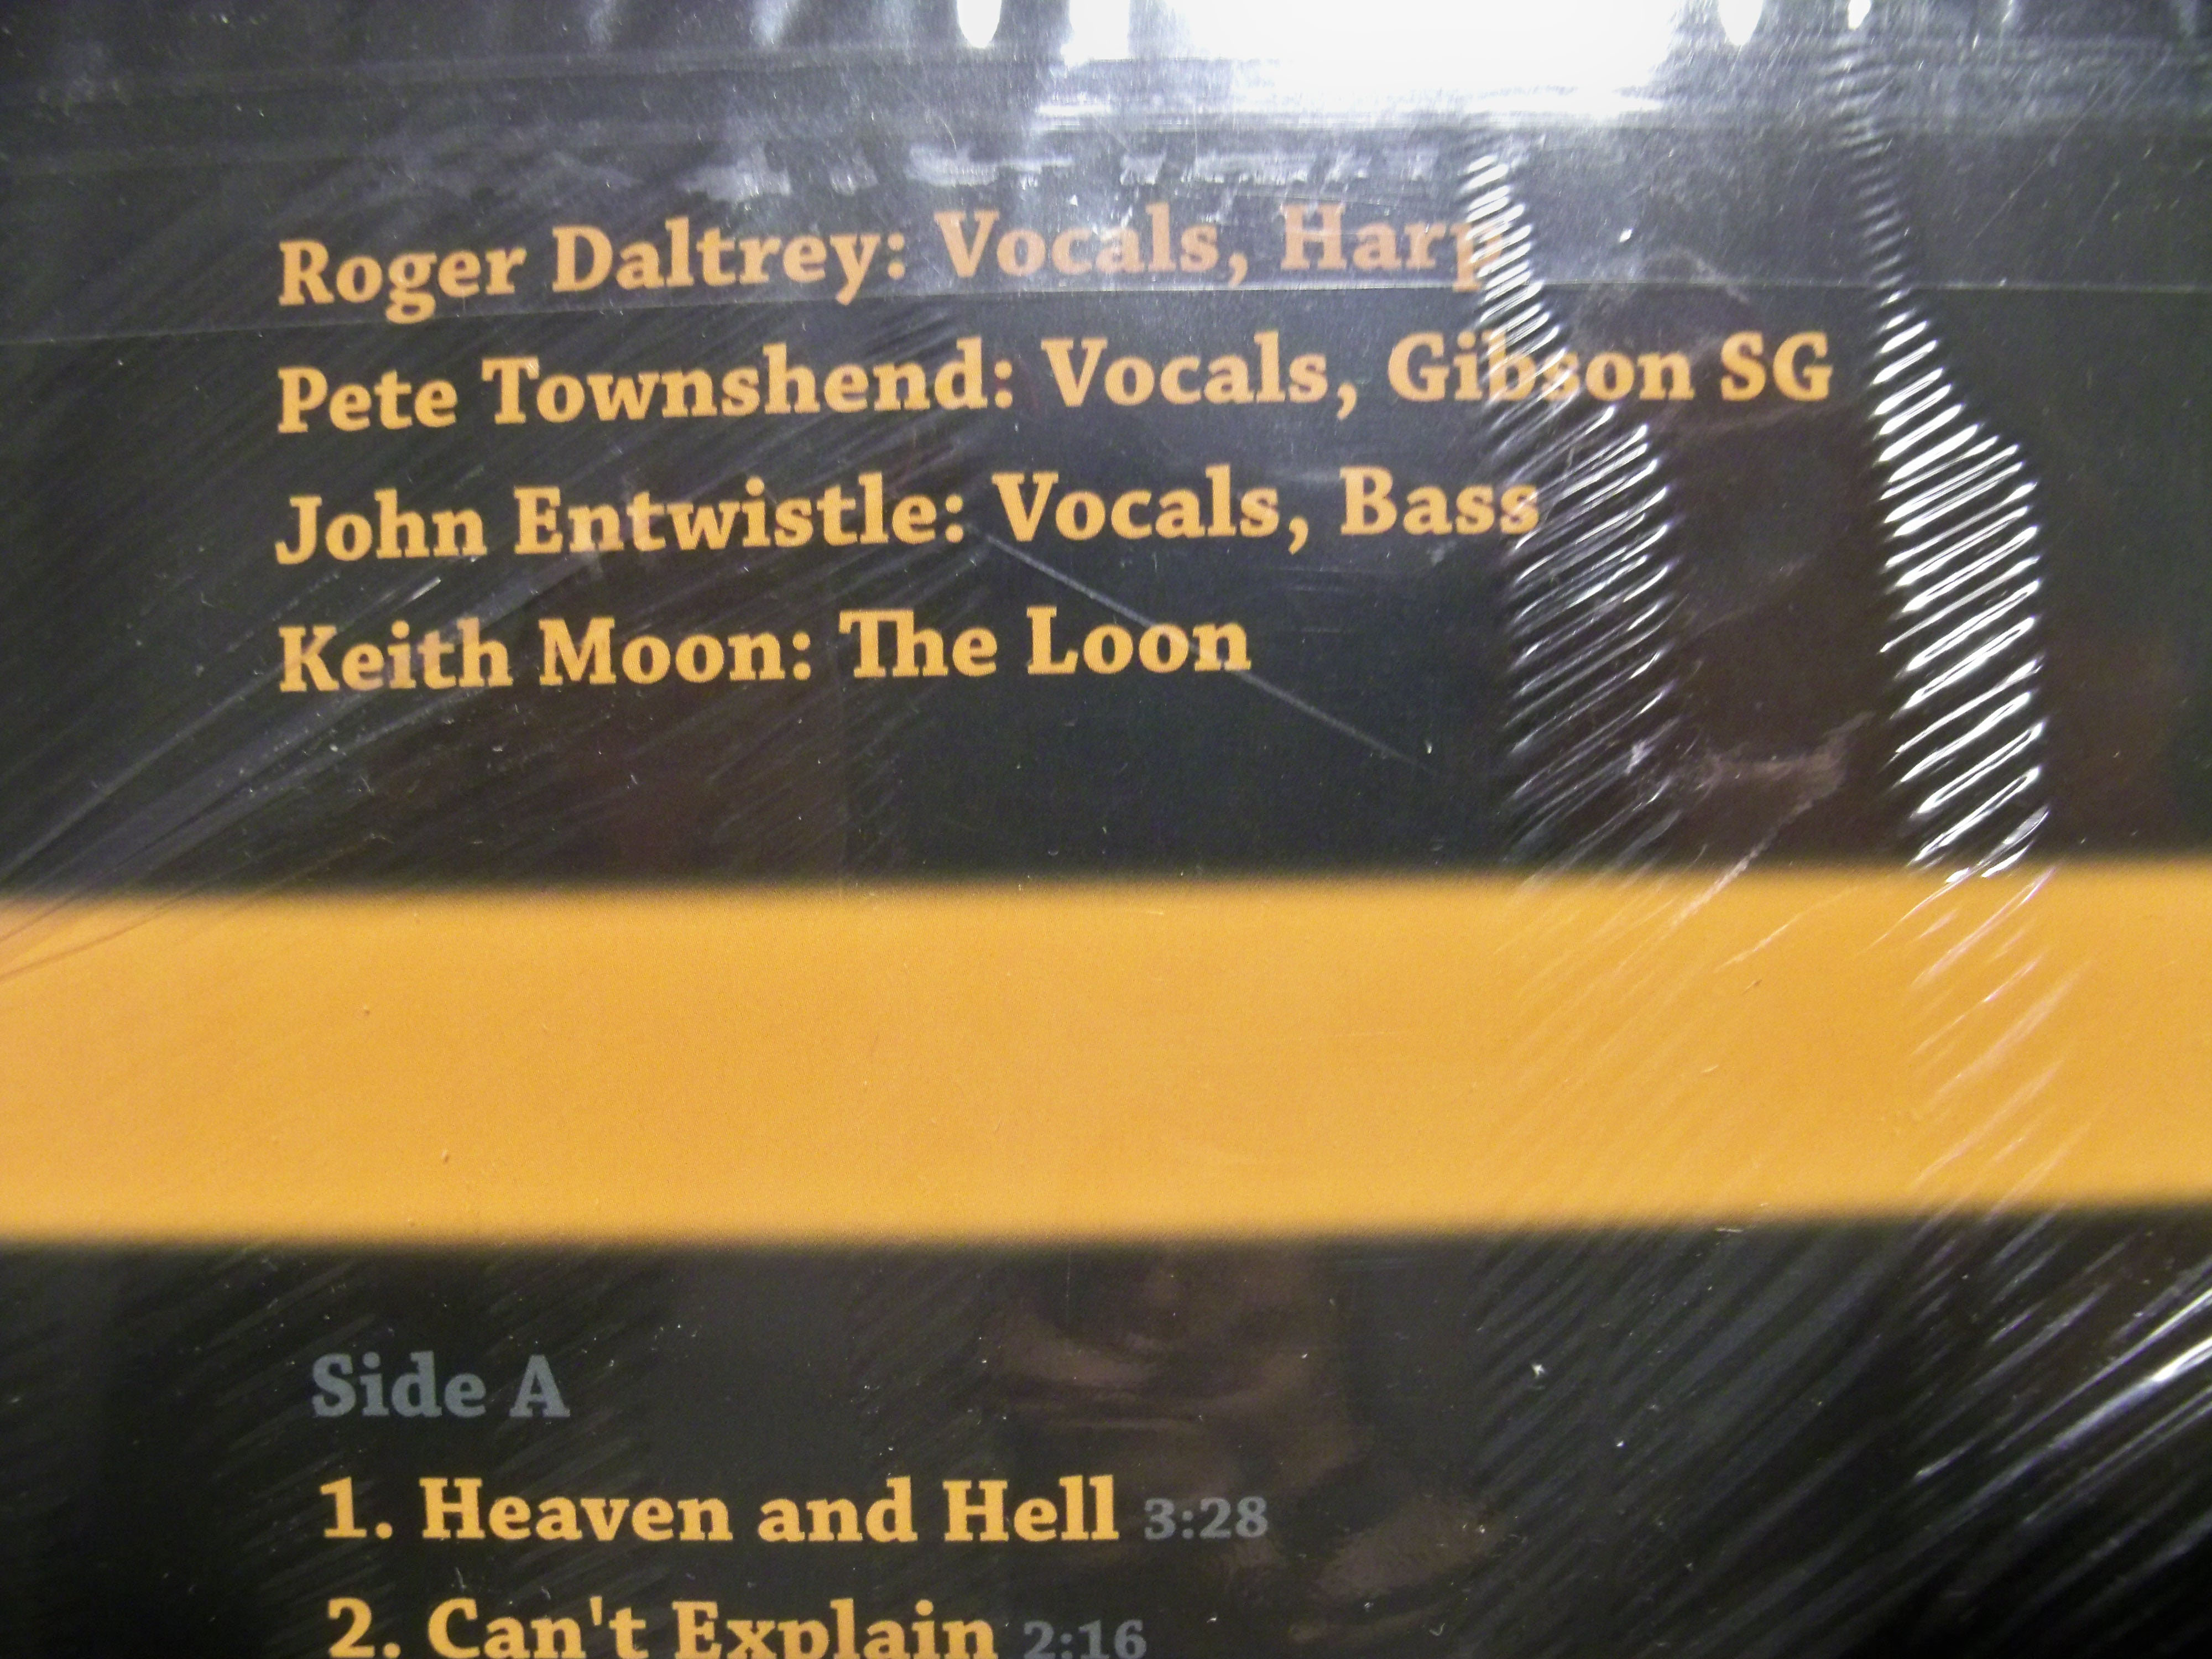 Roger Daltrey: Vocals, Harp
Pete Townshend: Vocals, Gibson SG
John Entwistle: Vocals, Bass
Keith Moon: The Loon
Side A
1. Heaven and Hell 3:28
2. Can't Explain 2:16